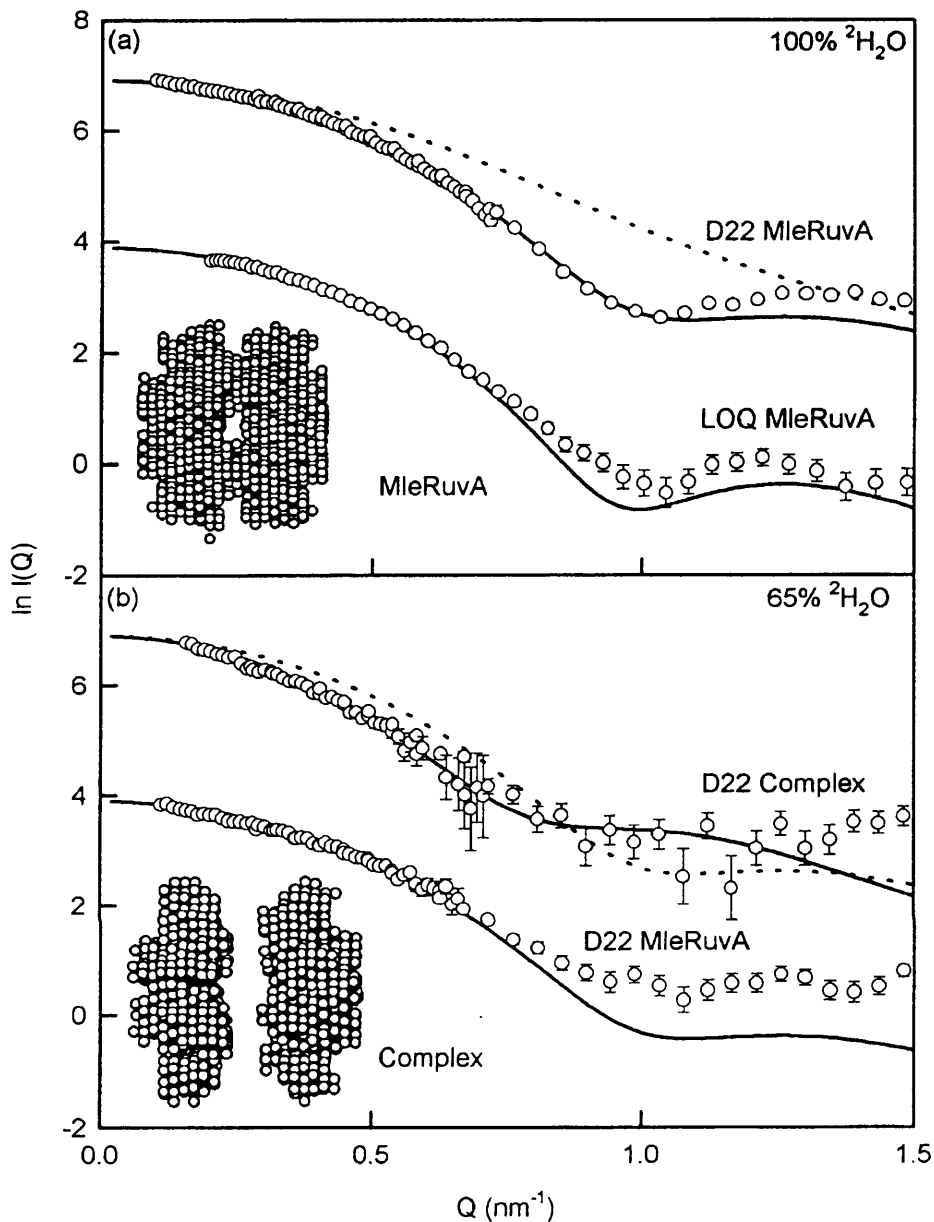 8
(a)
100% ²H₂O
6
4
D22 MleRuvA
2
LOQ MleRuvA
0
MleRuvA
-2
ln I(Q)
(b)
65% ²H₂O
6
4
D22 Complex
2
D22 MleRuvA
0
Complex
-2
0.0
0.5
1.0
1.5
Q (nm⁻¹)